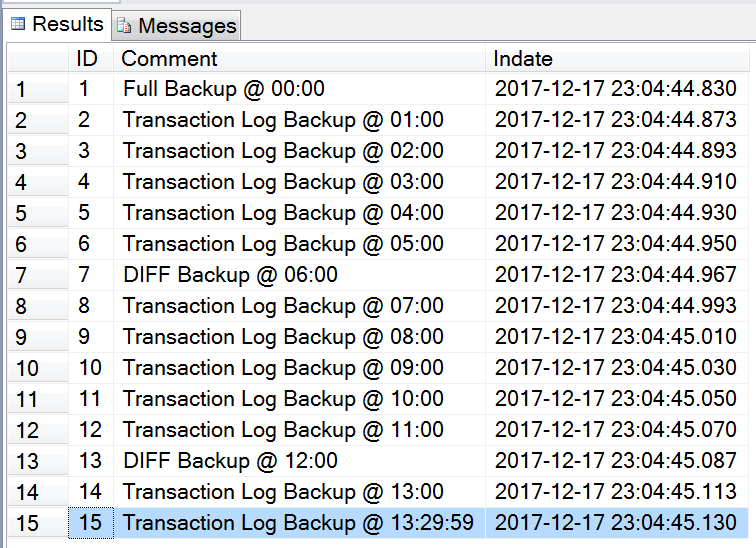 Results Messages
ID Comment Indate
1 1 Full Backup @ 00:00 2017-12-17 23:04:44.830
2 2 Transaction Log Backup @ 01:00 2017-12-17 23:04:44.873
3 3 Transaction Log Backup @ 02:00 2017-12-17 23:04:44.893
4 4 Transaction Log Backup @ 03:00 2017-12-17 23:04:44.910
5 5 Transaction Log Backup @ 04:00 2017-12-17 23:04:44.930
6 6 Transaction Log Backup @ 05:00 2017-12-17 23:04:44.950
7 7 DIFF Backup @ 06:00 2017-12-17 23:04:44.967
8 8 Transaction Log Backup @ 07:00 2017-12-17 23:04:44.993
9 9 Transaction Log Backup @ 08:00 2017-12-17 23:04:45.010
10 10 Transaction Log Backup @ 09:00 2017-12-17 23:04:45.030
11 11 Transaction Log Backup @ 10:00 2017-12-17 23:04:45.050
12 12 Transaction Log Backup @ 11:00 2017-12-17 23:04:45.070
13 13 DIFF Backup @ 12:00 2017-12-17 23:04:45.087
14 14 Transaction Log Backup @ 13:00 2017-12-17 23:04:45.113
15 15 Transaction Log Backup @ 13:29:59 2017-12-17 23:04:45.130